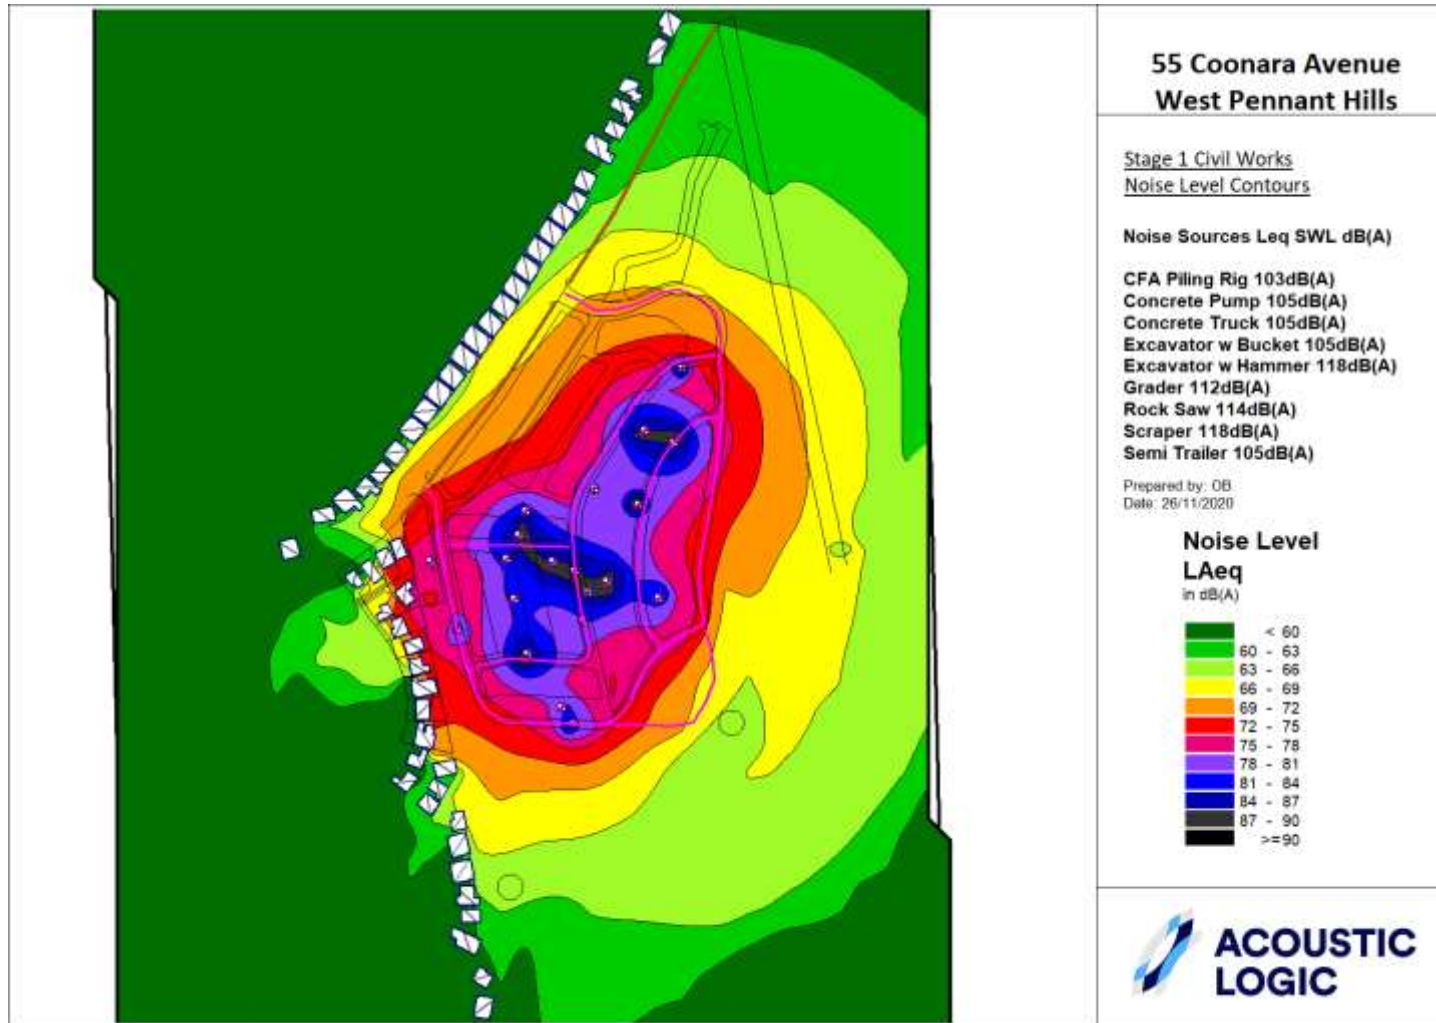 55 Coonara Avenue
West Pennant Hills
Stage 1 Civil Works
Noise Level Contours
Noise Sources Leq SWL dB(A)
CFA Piling Rig 103dB(A)
Concrete Pump 105dB(A)
Concrete Truck 105dB(A)
Excavator w Bucket 105dB(A)
Excavator w Hammer 118dB(A)
Grader 112dB(A)
Rock Saw 114dB(A)
Scraper 118dB(A)
Semi Trailer 105dB(A)
Prepared by: OB
Date: 26/11/2020
Noise Level
LAeq
in dB(A)
< 60
60 - 63
63 - 66
66 - 69
69 - 72
72 - 75
75 - 78
78 - 81
81 - 84
84 - 87
87 - 90
>=90
ACOUSTIC
LOGIC